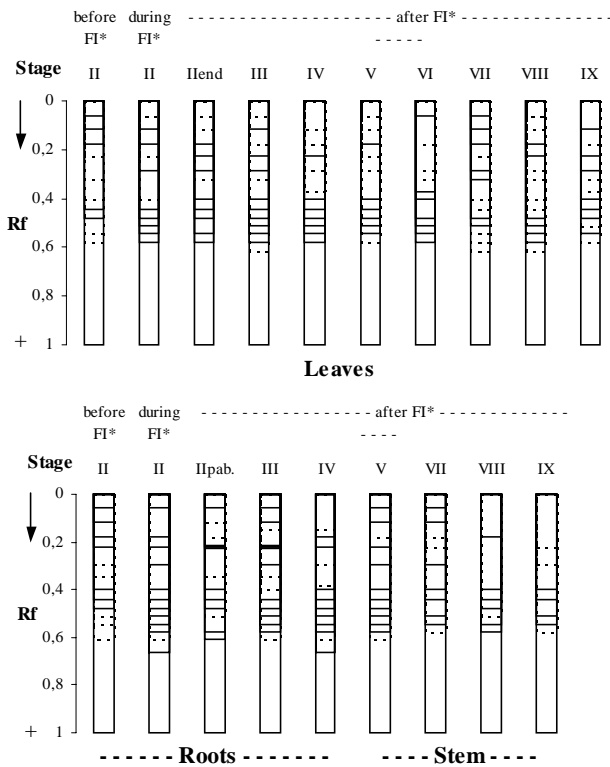 before during - - - - - - - - - - - - - - - - - - after FI* - - - - - - - - - - - - - - - - - -
FI* FI* - - - - -
Stage II II IIend III IV V VI VII VIII IX
0
0,2
0,4
Rf
0,6
0,8
+ 1
Leaves
before during - - - - - - - - - - - - - - - - - - after FI* - - - - - - - - - - - - - -
FI* FI* - - - -
Stage II II IIpab. III IV V VII VIII IX
0
0,2
0,4
Rf
0,6
0,8
+ 1
- - - - - - Roots - - - - - - - - - - - Stem - - - -